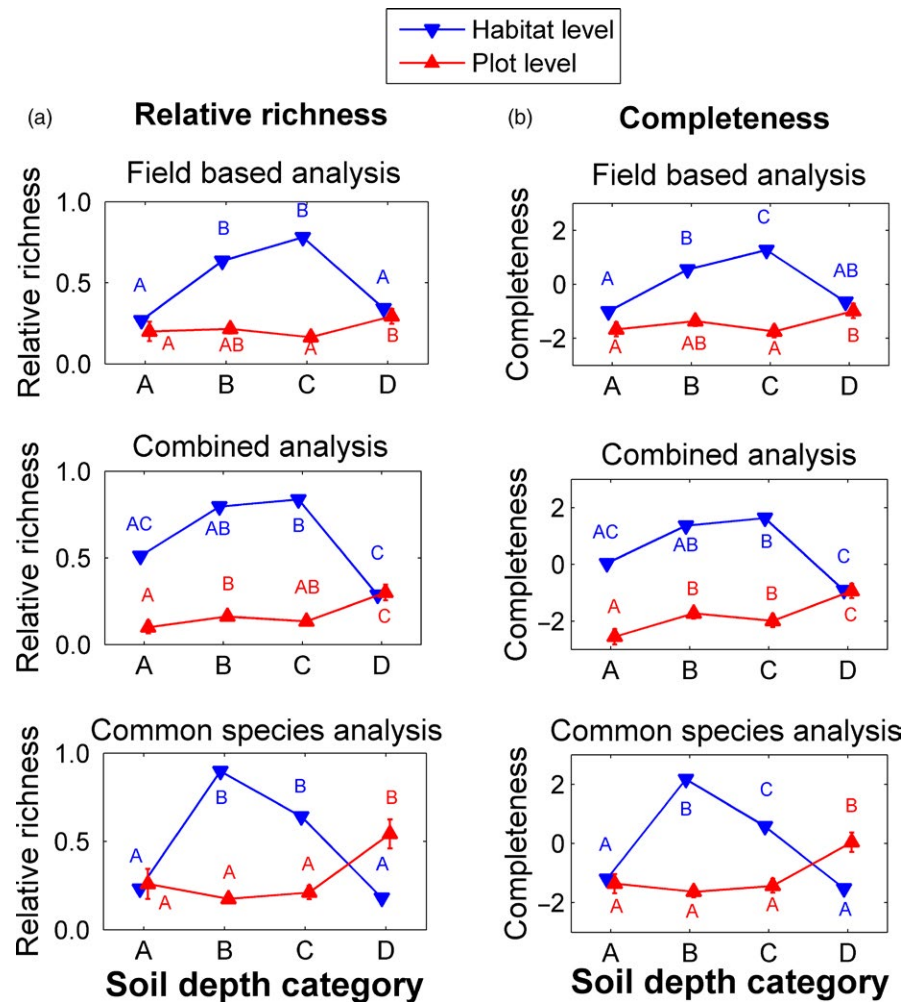 Habitat level
Plot level
(a) Relative richness
Field based analysis
Relative richness
1.0
0.5
0.0
A B B A
A AB A B
A B C D
Combined analysis
Relative richness
1.0
0.5
0.0
AC AB B C
A B AB C
A B C D
Common species analysis
Relative richness
1.0
0.5
0.0
A B B A
A A A B
A B C D
Soil depth category
(b) Completeness
Field based analysis
Completeness
2
0
−2
A B C AB
A AB A B
A B C D
Combined analysis
Completeness
2
0
−2
AC AB B C
A B B C
A B C D
Common species analysis
Completeness
2
0
−2
A B C A
A A A B
A B C D
Soil depth category